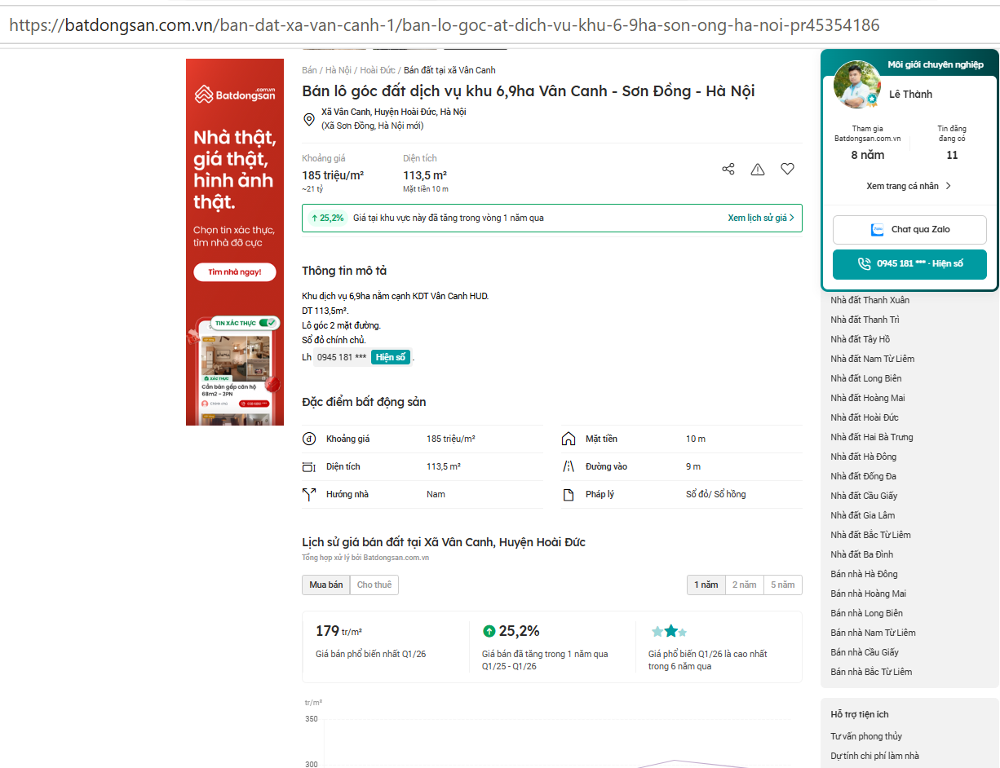 https://batdongsan.com.vn/ban-dat-xa-van-canh-1/ban-lo-goc-at-dich-vu-khu-6-9ha-son-ong-ha-noi-pr45354186
Batdongsan
.com.vn
Nhà thật,
giá thật,
hình ảnh
thật.
Chọn tin xác thực,
tìm nhà đỡ cực
Tìm nhà ngay!
TIN XÁC THỰC
XÁC THỰC
Cần bán gấp căn hộ
68m2 - 2PN
Bán / Hà Nội / Hoài Đức / Bán đất tại xã Vân Canh
Bán lô góc đất dịch vụ khu 6,9ha Vân Canh - Sơn Đồng - Hà Nội
Xã Vân Canh, Huyện Hoài Đức, Hà Nội
(Xã Sơn Đồng, Hà Nội mới)
Khoảng giá
Diện tích
185 triệu/m²
113,5 m²
~21 tỷ
Mặt tiền 10 m
25,2% Giá tại khu vực này đã tăng trong vòng 1 năm qua
Xem lịch sử giá
Thông tin mô tả
Khu dịch vụ 6,9ha nằm cạnh KDT Vân Canh HUD.
DT 113,5m².
Lô góc 2 mặt đường.
Sổ đỏ chính chủ.
Lh 0945 181 *** Hiện số .
Đặc điểm bất động sản
Khoảng giá 185 triệu/m²
Mặt tiền 10 m
Diện tích 113,5 m²
Đường vào 9 m
Hướng nhà Nam
Pháp lý Sổ đỏ/ Sổ hồng
Lịch sử giá bán đất tại Xã Vân Canh, Huyện Hoài Đức
Tổng hợp xử lý bởi Batdongsan.com.vn
Mua bán Cho thuê
1 năm 2 năm 5 năm
179 tr/m²
Giá bán phổ biến nhất Q1/26
25,2%
Giá bán đã tăng trong 1 năm qua
Q1/25 - Q1/26
Giá phổ biến Q1/26 là cao nhất
trong 6 năm qua
tr/m²
350
300
Môi giới chuyên nghiệp
Lê Thành
Tham gia
Batdongsan.com.vn
8 năm
Tin đăng
đang có
11
Xem trang cá nhân
Chat qua Zalo
0945 181 *** · Hiện số
Nhà đất Thanh Xuân
Nhà đất Thanh Trì
Nhà đất Tây Hồ
Nhà đất Nam Từ Liêm
Nhà đất Long Biên
Nhà đất Hoàng Mai
Nhà đất Hoài Đức
Nhà đất Hai Bà Trưng
Nhà đất Hà Đông
Nhà đất Đống Đa
Nhà đất Cầu Giấy
Nhà đất Gia Lâm
Nhà đất Bắc Từ Liêm
Nhà đất Ba Đình
Bán nhà Hà Đông
Bán nhà Hoàng Mai
Bán nhà Long Biên
Bán nhà Nam Từ Liêm
Bán nhà Cầu Giấy
Bán nhà Bắc Từ Liêm
Hỗ trợ tiện ích
Tư vấn phong thủy
Dự tính chi phí làm nhà